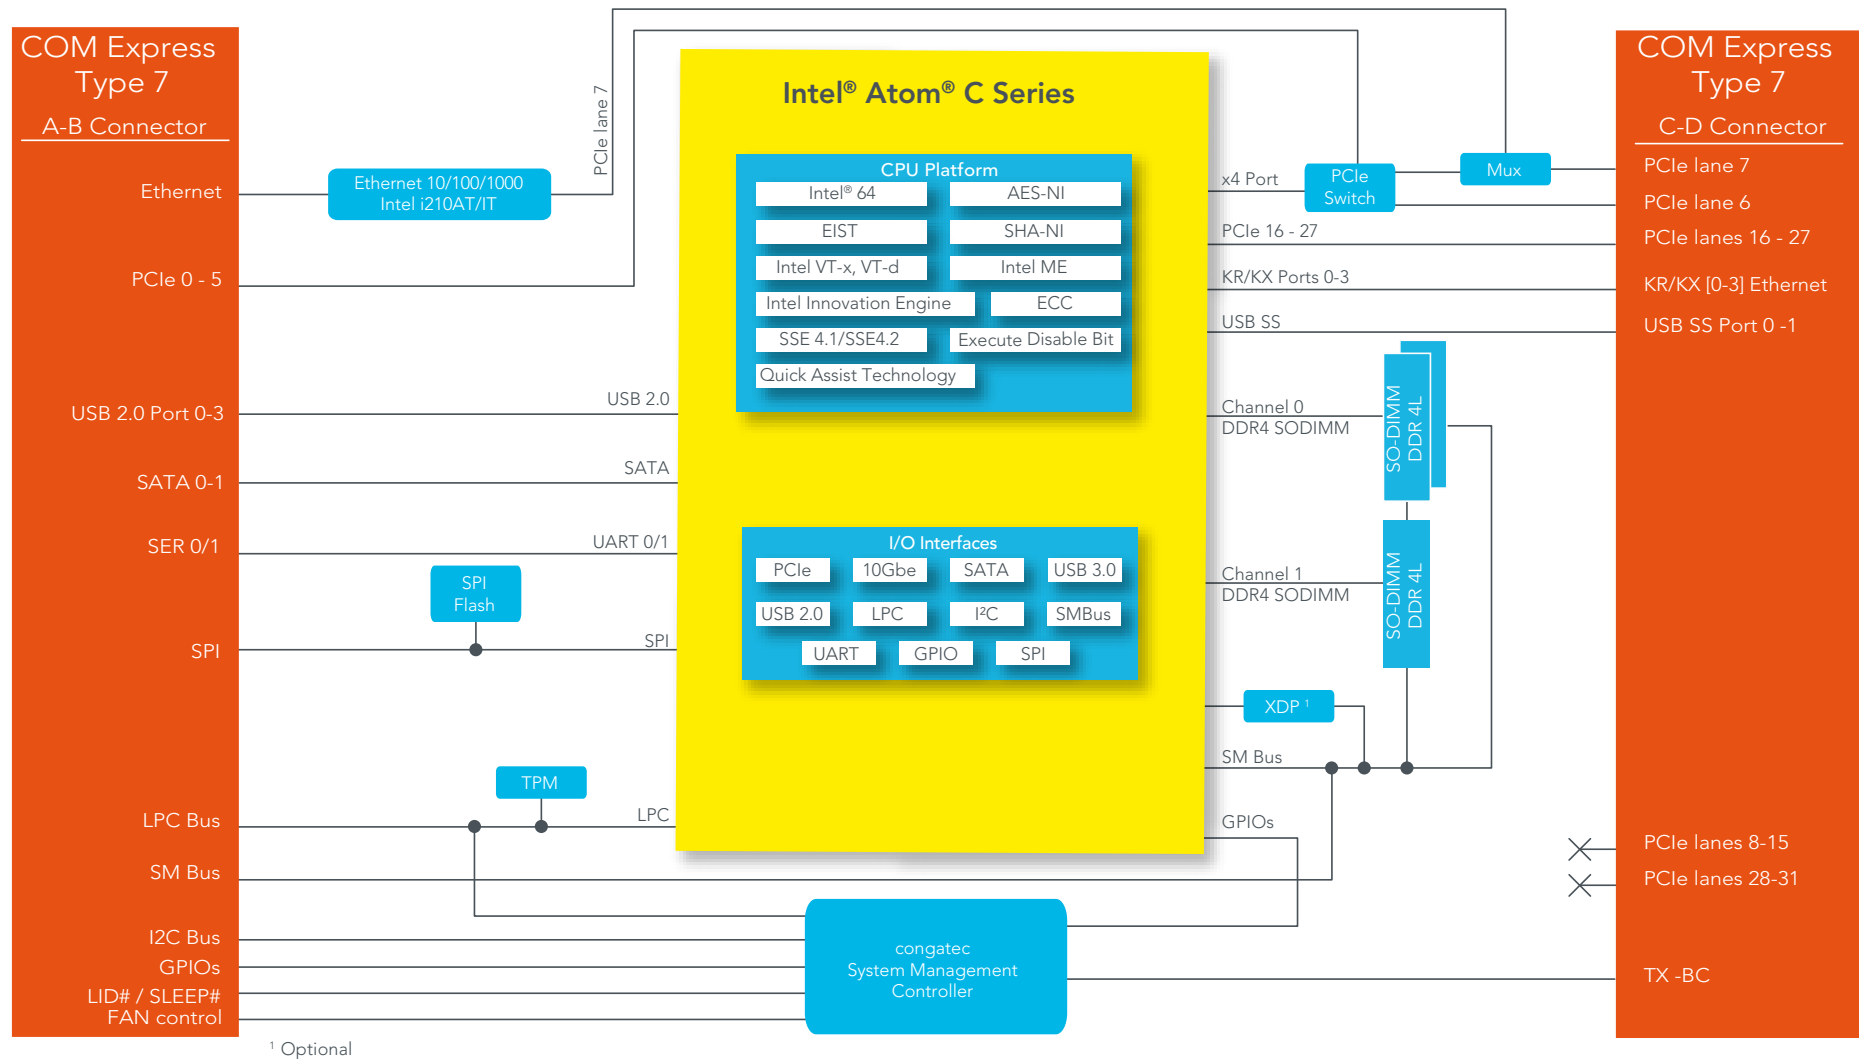 COM Express
Type 7
A-B Connector
Ethernet
PCIe 0 - 5
USB 2.0 Port 0-3
SATA 0-1
SER 0/1
SPI
LPC Bus
SM Bus
I2C Bus
GPIOs
LID# / SLEEP#
FAN control
Ethernet 10/100/1000
Intel i210AT/IT
PCIe lane 7
USB 2.0
SATA
UART 0/1
SPI
Flash
SPI
TPM
LPC
Intel® Atom® C Series
CPU Platform
Intel® 64
AES-NI
EIST
SHA-NI
Intel VT-x, VT-d
Intel ME
Intel Innovation Engine
ECC
SSE 4.1/SSE4.2
Execute Disable Bit
Quick Assist Technology
I/O Interfaces
PCIe
10Gbe
SATA
USB 3.0
USB 2.0
LPC
I²C
SMBus
UART
GPIO
SPI
congatec
System Management
Controller
x4 Port
PCIe
Switch
Mux
PCIe 16 - 27
KR/KX Ports 0-3
USB SS
Channel 0
DDR4 SODIMM
SO-DIMM
DDR 4L
Channel 1
DDR4 SODIMM
SO-DIMM
DDR 4L
XDP ¹
SM Bus
GPIOs
COM Express
Type 7
C-D Connector
PCIe lane 7
PCIe lane 6
PCIe lanes 16 - 27
KR/KX [0-3] Ethernet
USB SS Port 0 -1
PCIe lanes 8-15
PCIe lanes 28-31
TX -BC
¹ Optional